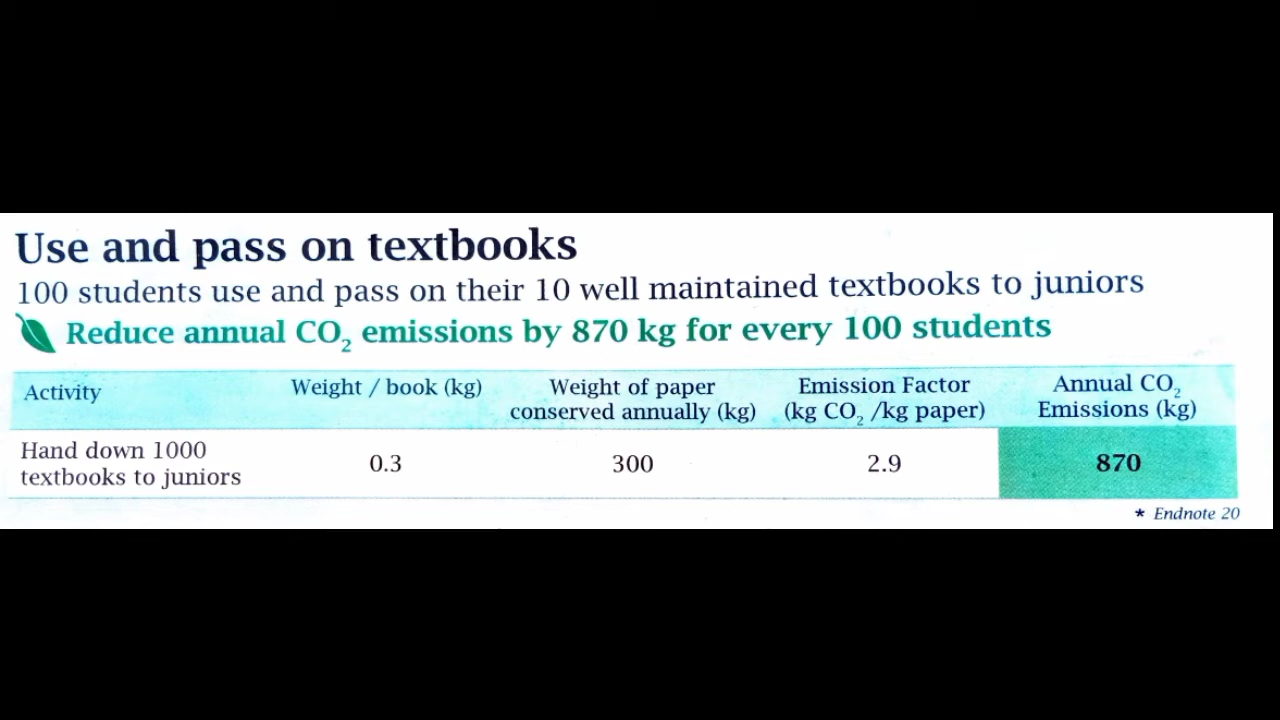 Use and pass on textbooks
100 students use and pass on their 10 well maintained textbooks to juniors
Reduce annual CO₂ emissions by 870 kg for every 100 students
Activity
Weight / book (kg)
Weight of paper
conserved annually (kg)
Emission Factor
(kg CO₂ /kg paper)
Annual CO₂
Emissions (kg)
Hand down 1000
textbooks to juniors
0.3
300
2.9
870
* Endnote 20